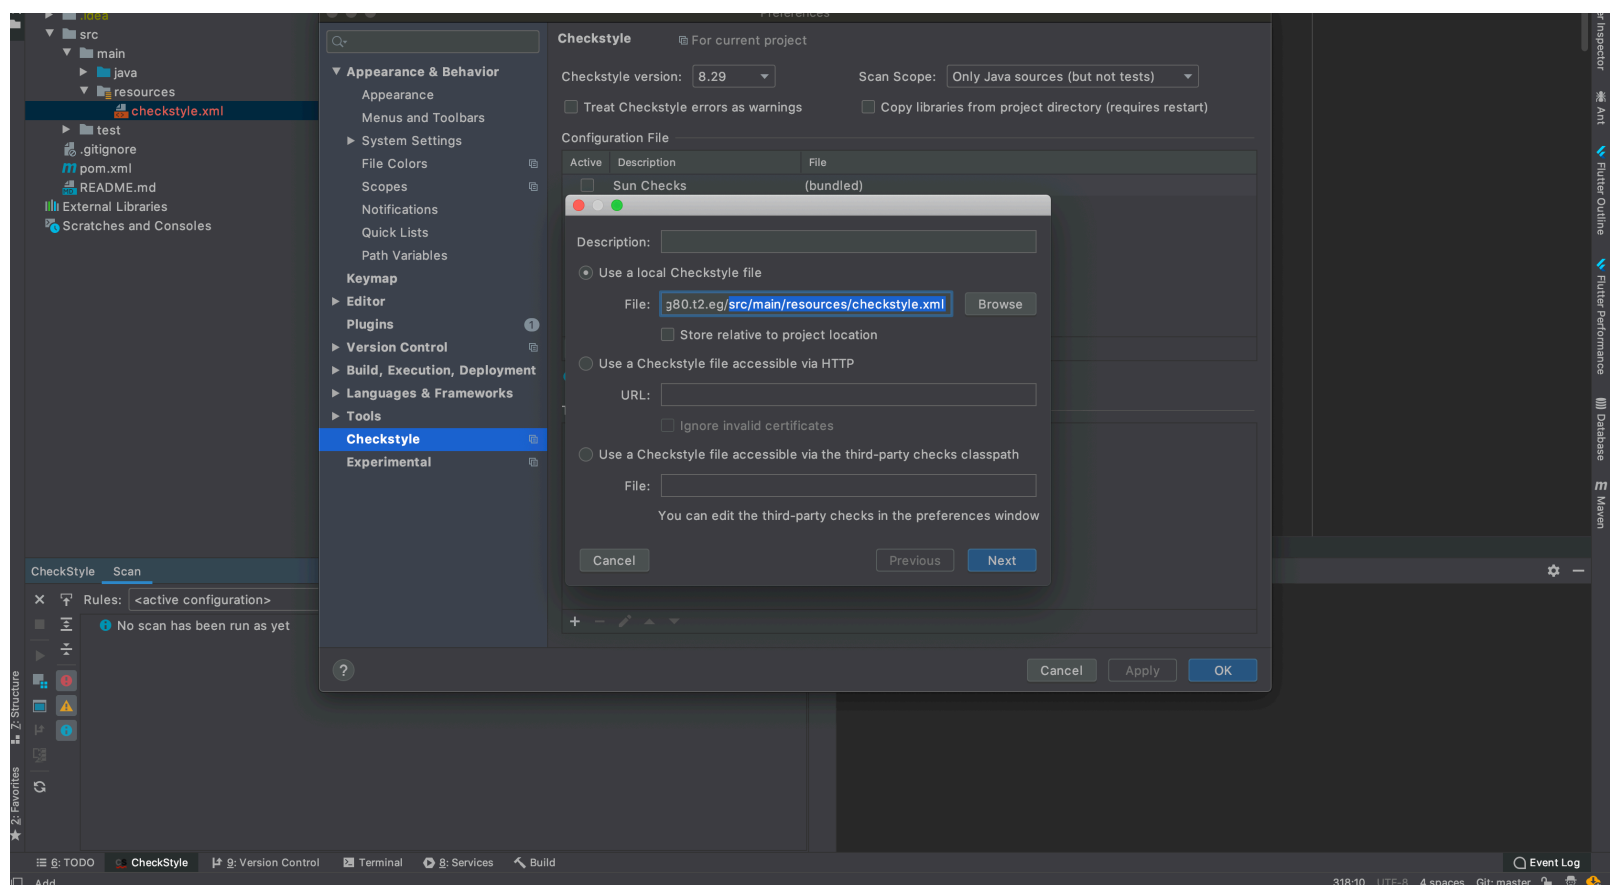 .idea
src
main
java
resources
checkstyle.xml
test
.gitignore
pom.xml
README.md
External Libraries
Scratches and Consoles
Preferences
Appearance & Behavior
Appearance
Menus and Toolbars
System Settings
File Colors
Scopes
Notifications
Quick Lists
Path Variables
Keymap
Editor
Plugins 1
Version Control
Build, Execution, Deployment
Languages & Frameworks
Tools
Checkstyle
Experimental
Checkstyle For current project
Checkstyle version: 8.29 Scan Scope: Only Java sources (but not tests)
Treat Checkstyle errors as warnings Copy libraries from project directory (requires restart)
Configuration File
Active Description File
Sun Checks (bundled)
Description:
Use a local Checkstyle file
File: g80.t2.eg/src/main/resources/checkstyle.xml Browse
Store relative to project location
Use a Checkstyle file accessible via HTTP
URL:
Ignore invalid certificates
Use a Checkstyle file accessible via the third-party checks classpath
File:
You can edit the third-party checks in the preferences window
Cancel Previous Next
? Cancel Apply OK
CheckStyle Scan
Rules: <active configuration>
No scan has been run as yet
Z: Structure
2: Favorites
Inspector
Ant
Flutter Outline
Flutter Performance
Database
m Maven
6: TODO CheckStyle 9: Version Control Terminal 8: Services Build Event Log
Add 318:10 UTF-8 4 spaces Git: master